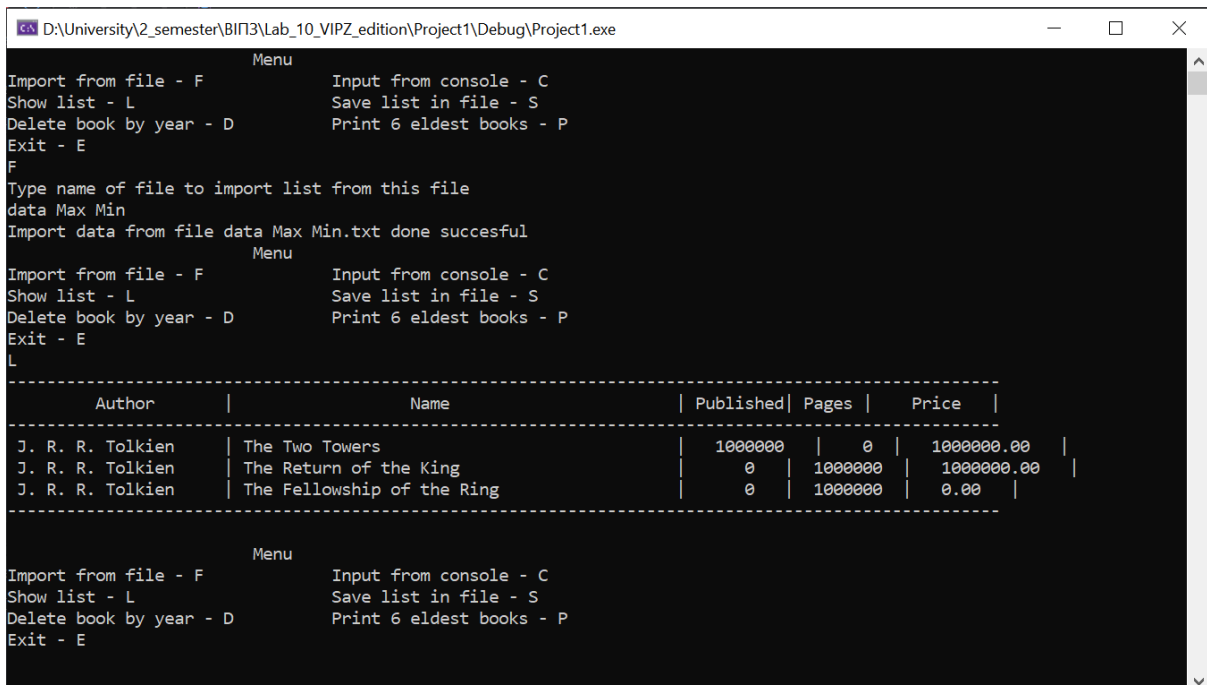 D:\University\2_semester\ВІПЗ\Lab_10_VIPZ_edition\Project1\Debug\Project1.exe
Menu
Import from file - F Input from console - C
Show list - L Save list in file - S
Delete book by year - D Print 6 eldest books - P
Exit - E
F
Type name of file to import list from this file
data Max Min
Import data from file data Max Min.txt done succesful
Menu
Import from file - F Input from console - C
Show list - L Save list in file - S
Delete book by year - D Print 6 eldest books - P
Exit - E
L
---------------------------------------------------------------------------------------------------
Author | Name | Published| Pages | Price |
---------------------------------------------------------------------------------------------------
J. R. R. Tolkien | The Two Towers | 1000000 | 0 | 1000000.00 |
J. R. R. Tolkien | The Return of the King | 0 | 1000000 | 1000000.00 |
J. R. R. Tolkien | The Fellowship of the Ring | 0 | 1000000 | 0.00 |
---------------------------------------------------------------------------------------------------
Menu
Import from file - F Input from console - C
Show list - L Save list in file - S
Delete book by year - D Print 6 eldest books - P
Exit - E